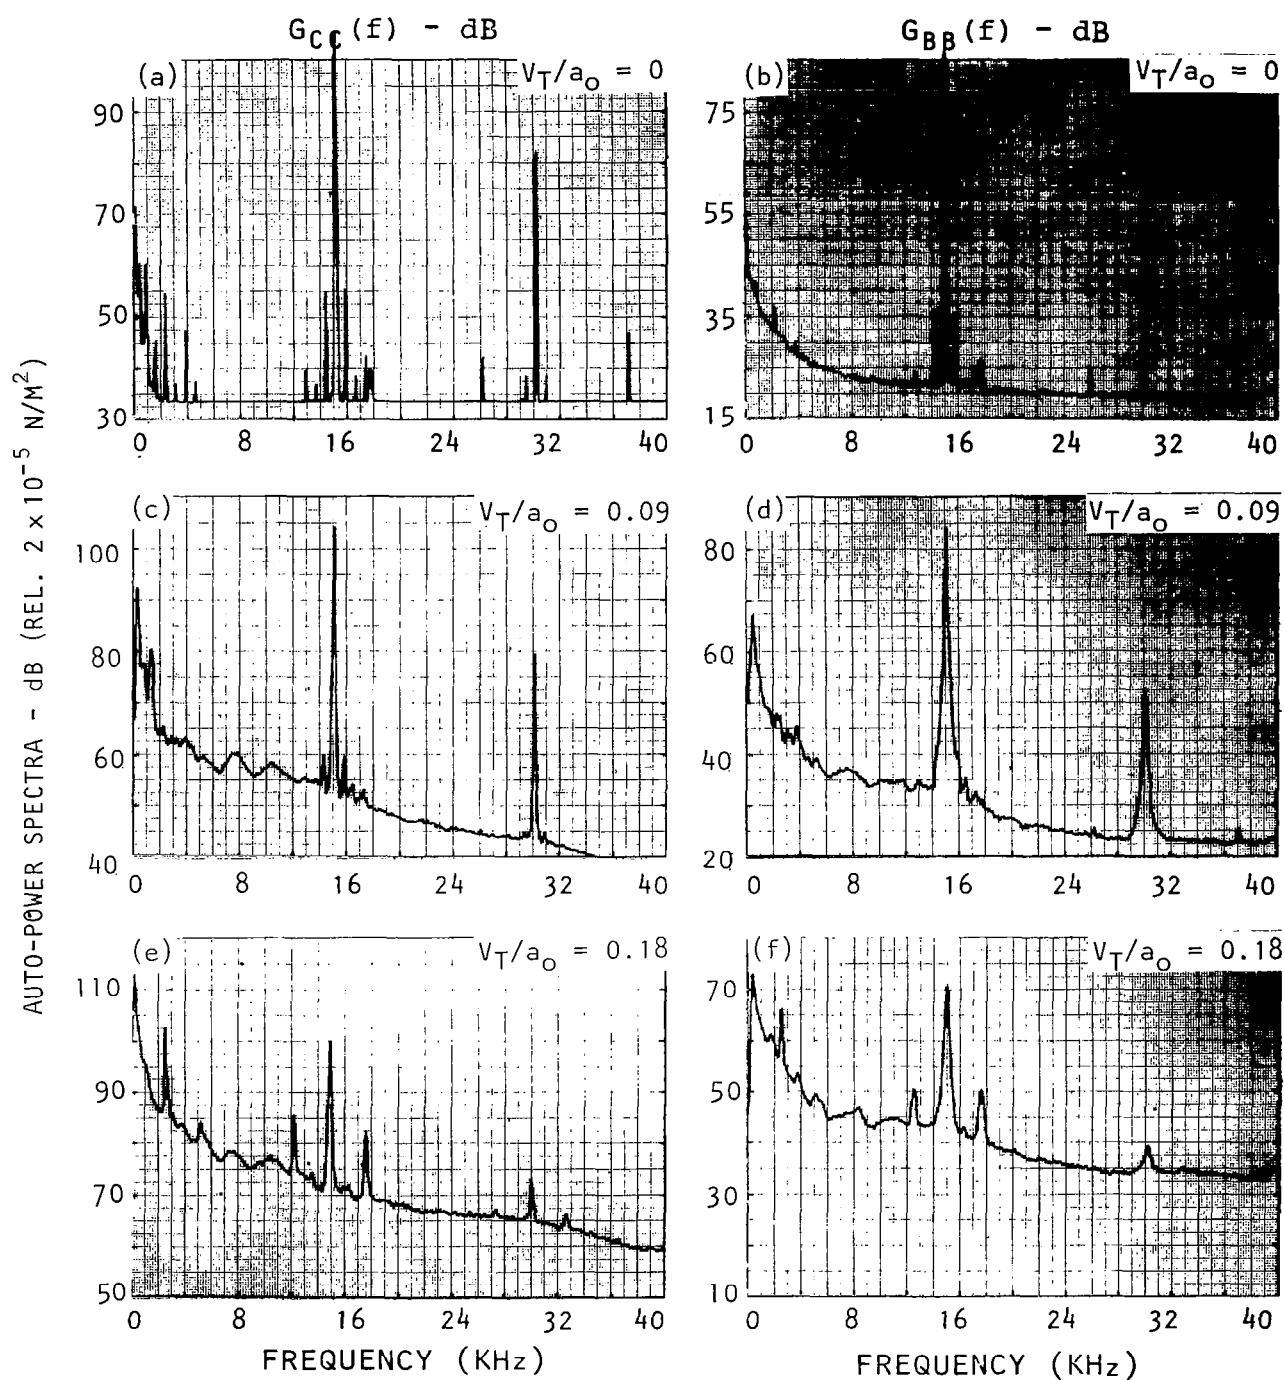 G_CC(f) - dB
G_BB(f) - dB
AUTO-POWER SPECTRA - dB (REL. 2 x 10⁻⁵ N/M²)
(a)
V_T/a_o = 0
90
70
50
30
0 8 16 24 32 40
(b)
V_T/a_o = 0
75
55
35
15
0 8 16 24 32 40
(c)
V_T/a_o = 0.09
100
80
60
40
0 8 16 24 32 40
(d)
V_T/a_o = 0.09
80
60
40
20
0 8 16 24 32 40
(e)
V_T/a_o = 0.18
110
90
70
50
0 8 16 24 32 40
FREQUENCY (KHz)
(f)
V_T/a_o = 0.18
70
50
30
10
0 8 16 24 32 40
FREQUENCY (KHz)